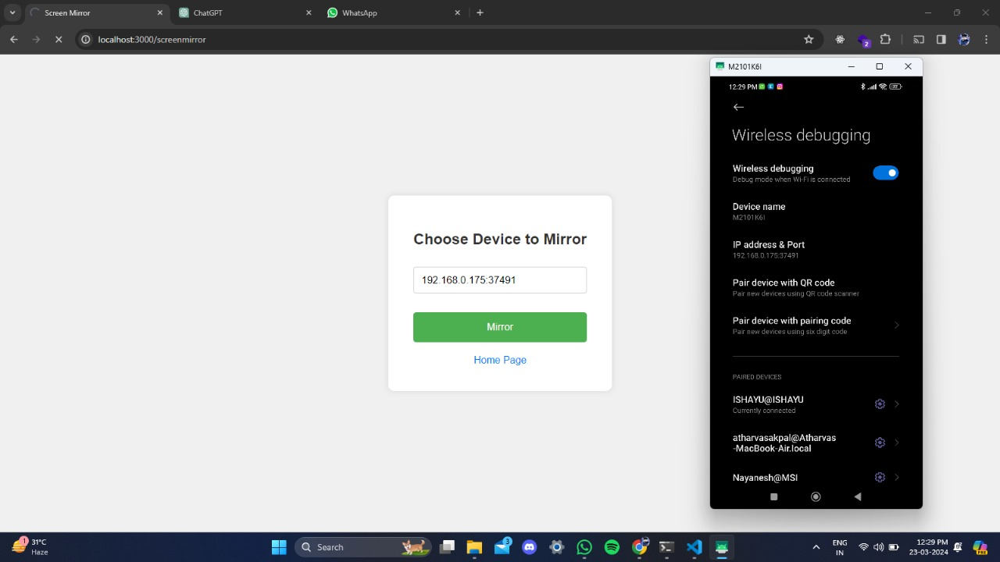 Screen Mirror
ChatGPT
WhatsApp
localhost:3000/screenmirror
2
M2101K6I
12:29 PM
Wireless debugging
Wireless debugging
Debug mode when Wi-Fi is connected
Device name
M2101K6I
IP address & Port
192.168.0.175:37491
Pair device with QR code
Pair new devices using QR code scanner
Pair device with pairing code
Pair new devices using six digit code
PAIRED DEVICES
ISHAYU@ISHAYU
Currently connected
atharvasakpal@Atharvas
-MacBook-Air.local
Nayanesh@MSI
Choose Device to Mirror
192.168.0.175:37491
Mirror
Home Page
1
31°C
Haze
Search
3
ENG
IN
12:29 PM
23-03-2024
PRE